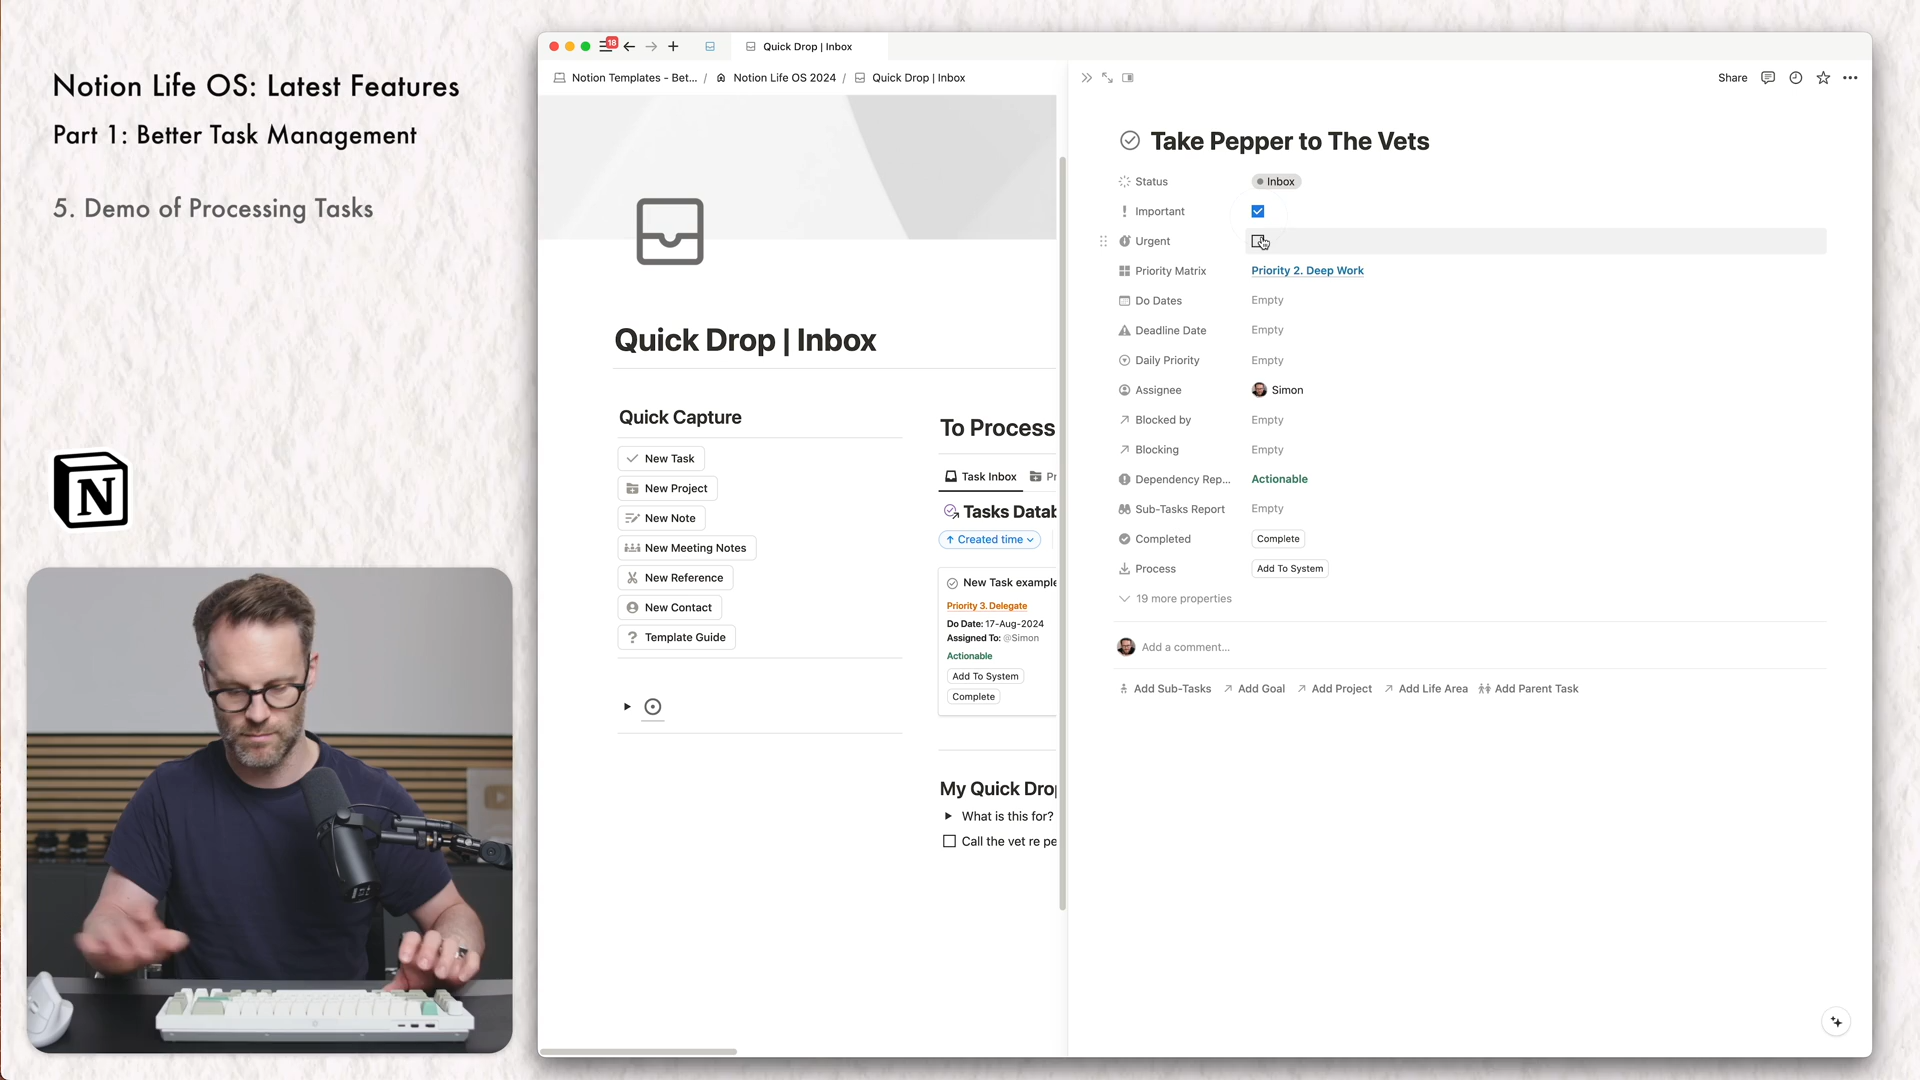 Notion Life OS: Latest Features
Part 1: Better Task Management
5. Demo of Processing Tasks
N
18
Quick Drop | Inbox
Notion Templates - Bet... / Notion Life OS 2024 / Quick Drop | Inbox
Share
Quick Drop | Inbox
Quick Capture
New Task
New Project
New Note
New Meeting Notes
New Reference
New Contact
? Template Guide
To Process
Task Inbox Pr
Tasks Datab
Created time
New Task example
Priority 3. Delegate
Do Date: 17-Aug-2024
Assigned To: @Simon
Actionable
Add To System
Complete
My Quick Dro
What is this for?
Call the vet re pe
Take Pepper to The Vets
Status Inbox
Important
Urgent
Priority Matrix Priority 2. Deep Work
Do Dates Empty
Deadline Date Empty
Daily Priority Empty
Assignee Simon
Blocked by Empty
Blocking Empty
Dependency Rep... Actionable
Sub-Tasks Report Empty
Completed Complete
Process Add To System
19 more properties
Add a comment...
Add Sub-Tasks Add Goal Add Project Add Life Area Add Parent Task